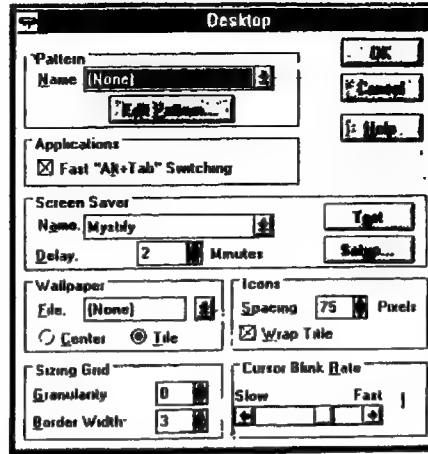 Desktop
Pattern
Name (None)
Edit Pattern...
OK
Cancel
Help
Applications
Fast "Alt+Tab" Switching
Screen Saver
Name. Mystify
Test
Delay. 2 Minutes
Setup...
Wallpaper
File. (None)
Center Tile
Icons
Spacing 75 Pixels
Wrap Title
Sizing Grid
Granularity 0
Border Width 3
Cursor Blink Rate
Slow Fast